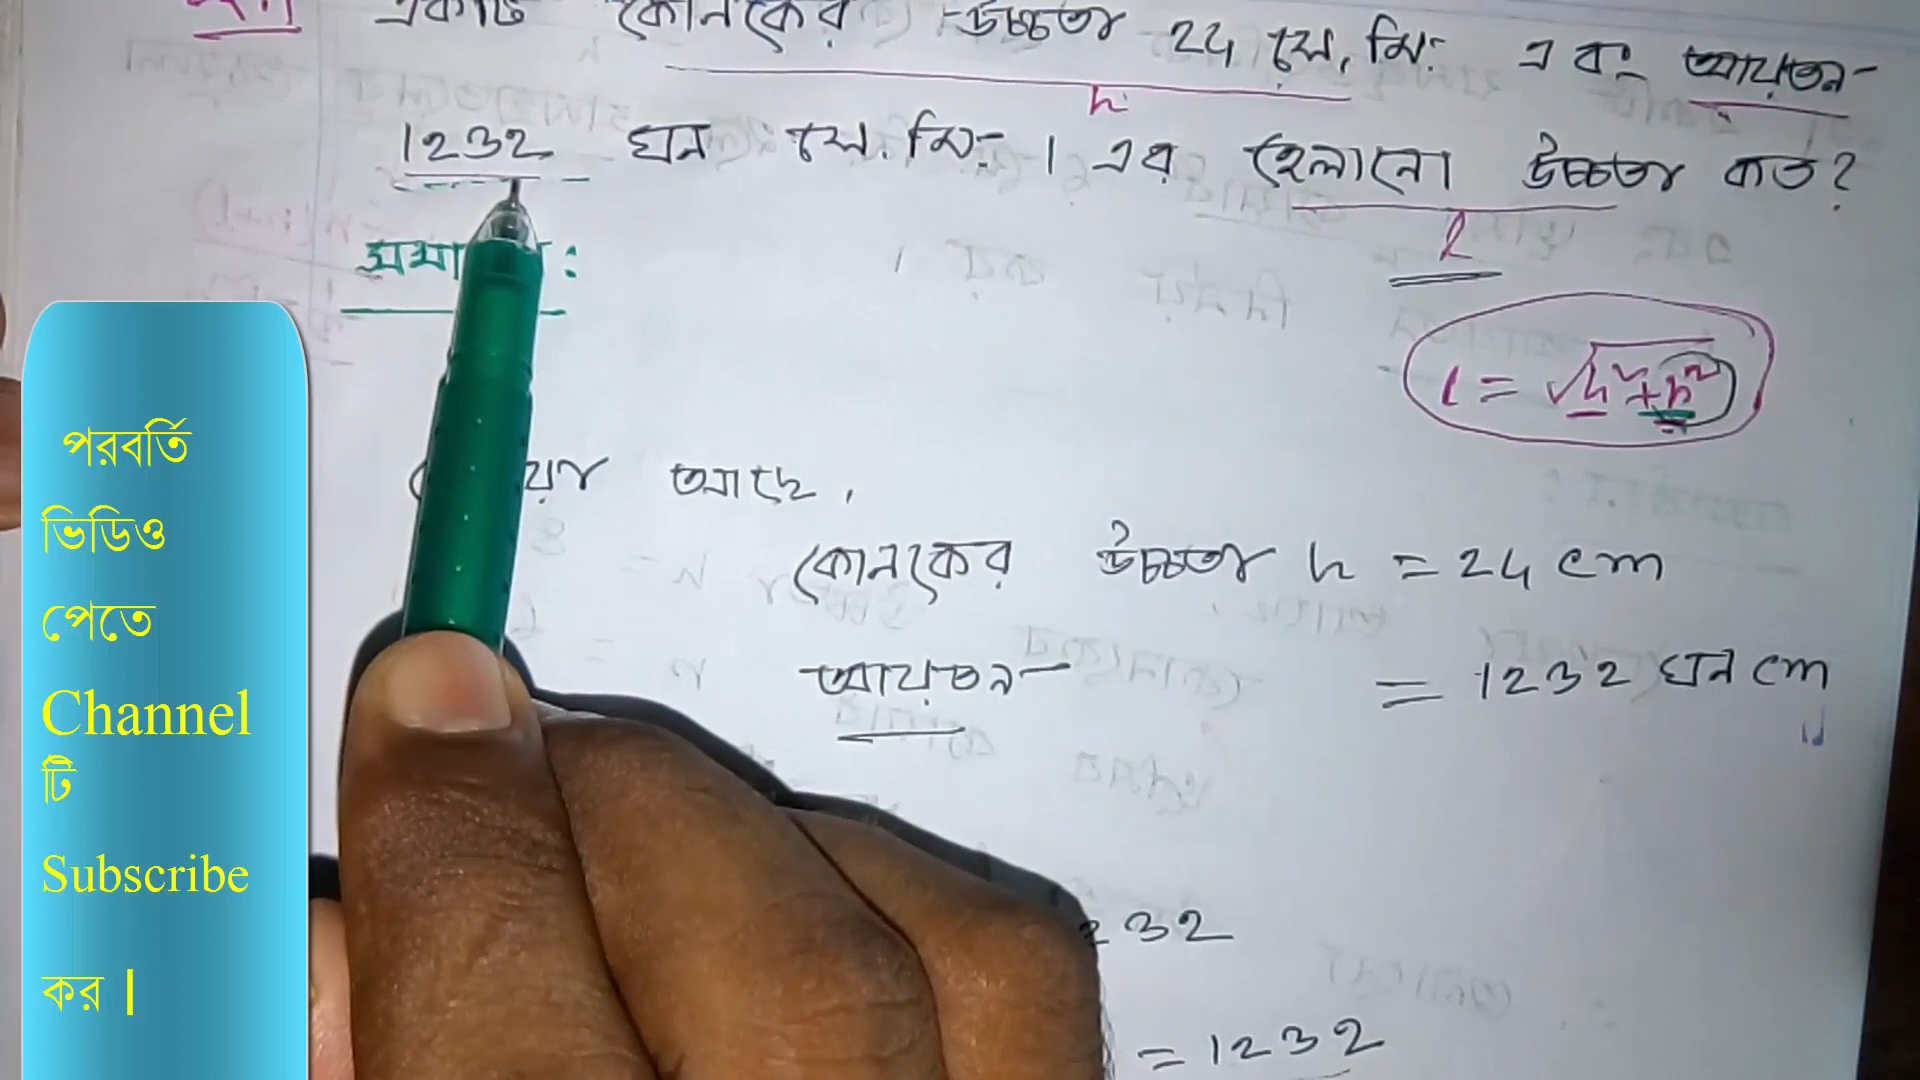 একটি কোনকের উচ্চতা 24 সে. মি. এবং আয়তন
h
1232 ঘন সে. মি. । এর হেলানো উচ্চতা কত?
l
l = √h²+r²
আছে,
কোনকের উচ্চতা h = 24 cm
আয়তন = 1232 ঘন cm
232
= 1232
পরবর্তি
ভিডিও
পেতে
Channel
টি
Subscribe
কর |